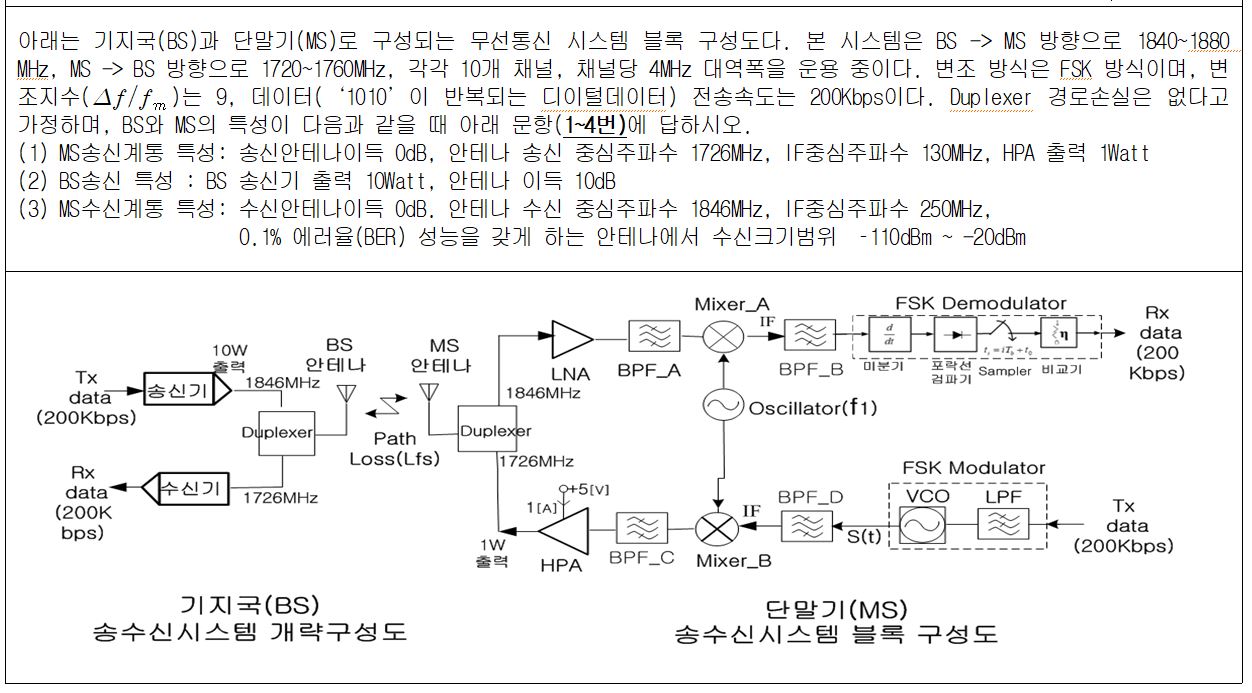 아래는 기지국(BS)과 단말기(MS)로 구성되는 무선통신 시스템 블록 구성도다. 본 시스템은 BS -> MS 방향으로 1840~1880
MHz, MS -> BS 방향으로 1720~1760MHz, 각각 10개 채널, 채널당 4MHz 대역폭을 운용 중이다. 변조 방식은 FSK 방식이며, 변
조지수(Δf/fm)는 9, 데이터( ‘1010’이 반복되는 디이털데이터) 전송속도는 200Kbps이다. Duplexer 경로손실은 없다고
가정하며, BS와 MS의 특성이 다음과 같을 때 아래 문항(1~4번)에 답하시오.
(1) MS송신계통 특성: 송신안테나이득 0dB, 안테나 송신 중심주파수 1726MHz, IF중심주파수 130MHz, HPA 출력 1Watt
(2) BS송신 특성 : BS 송신기 출력 10Watt, 안테나 이득 10dB
(3) MS수신계통 특성: 수신안테나이득 0dB. 안테나 수신 중심주파수 1846MHz, IF중심주파수 250MHz,
0.1% 에러율(BER) 성능을 갖게 하는 안테나에서 수신크기범위 -110dBm ~ -20dBm
Tx
data
(200Kbps)
송신기
10W
출력
1846MHz
Duplexer
BS
안테나
Rx
data
(200K
bps)
수신기
1726MHz
Path
Loss(Lfs)
MS
안테나
Duplexer
1846MHz
1726MHz
LNA
BPF_A
Mixer_A
IF
BPF_B
FSK Demodulator
d
dt
미분기
포락선
검파기
ts = iTb + t0
Sampler
η
비교기
Rx
data
(200
Kbps)
Oscillator(f1)
1W
출력
+5[V]
1[A]
HPA
BPF_C
Mixer_B
IF
BPF_D
S(t)
FSK Modulator
VCO
LPF
Tx
data
(200Kbps)
기지국(BS)
송수신시스템 개략구성도
단말기(MS)
송수신시스템 블록 구성도